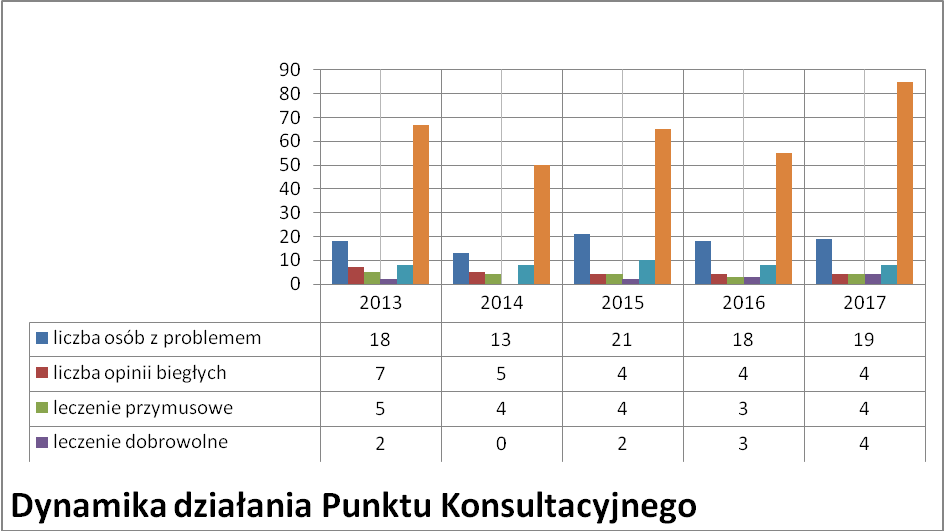 90
80
70
60
50
40
30
20
10
0
2013 2014 2015 2016 2017
liczba osób z problemem 18 13 21 18 19
liczba opinii biegłych 7 5 4 4 4
leczenie przymusowe 5 4 4 3 4
leczenie dobrowolne 2 0 2 3 4
Dynamika działania Punktu Konsultacyjnego